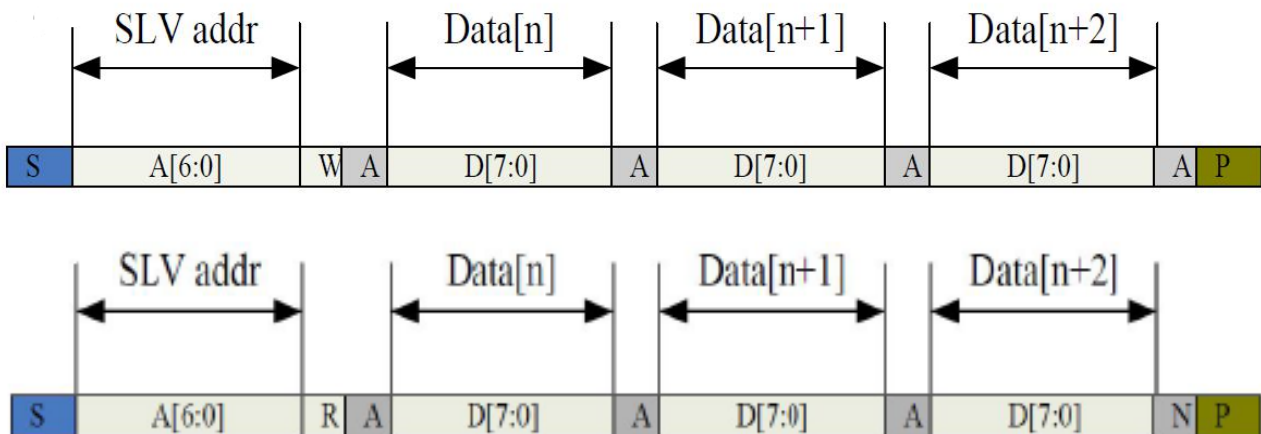 SLV addr Data[n] Data[n+1] Data[n+2]
S A[6:0] W A D[7:0] A D[7:0] A D[7:0] A P
SLV addr Data[n] Data[n+1] Data[n+2]
S A[6:0] R A D[7:0] A D[7:0] A D[7:0] N P